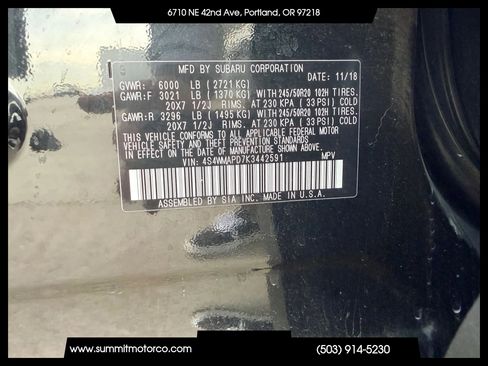 6710 NE 42nd Ave, Portland, OR 97218
MFD BY SUBARU CORPORATION
DATE: 11/18
GVWR: 6000 LB (2721 KG)
GAWR:F 3021 LB (1370 KG) WITH 245/50R20 102H TIRES,
20X7 1/2J RIMS, AT 230 KPA (33 PSI) COLD
GAWR:R 3296 LB (1495 KG) WITH 245/50R20 102H TIRES,
20X7 1/2J RIMS, AT 230 KPA (33 PSI) COLD
THIS VEHICLE CONFORMS TO ALL APPLICABLE FEDERAL MOTOR
VEHICLE SAFETY BUMPER AND THEFT PREVENTION STANDARDS
IN EFFECT ON THE DATE OF MANUFACTURE SHOWN ABOVE.
VIN: 4S4WMAPD7K3442591 MPV
ASSEMBLED BY SIA INC. MADE IN U.S.A.
www.summitmotorco.com (503) 914-5230